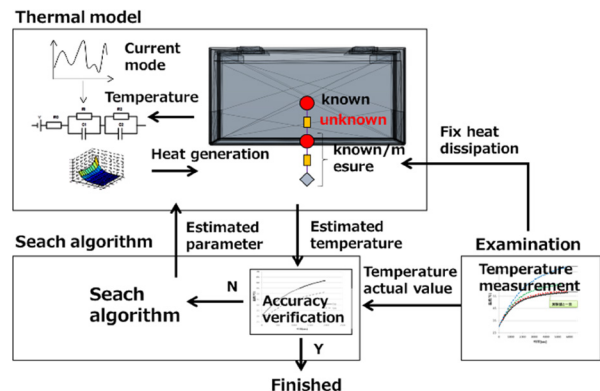 Thermal model
Current
mode
Temperature
Heat generation
known
unknown
known/m
esure
Fix heat
dissipation
Estimated
parameter
Estimated
temperature
Seach algorithm
Examination
Temperature
measurement
Temperature
actual value
Seach
algorithm
N
Accuracy
verification
Y
Finished